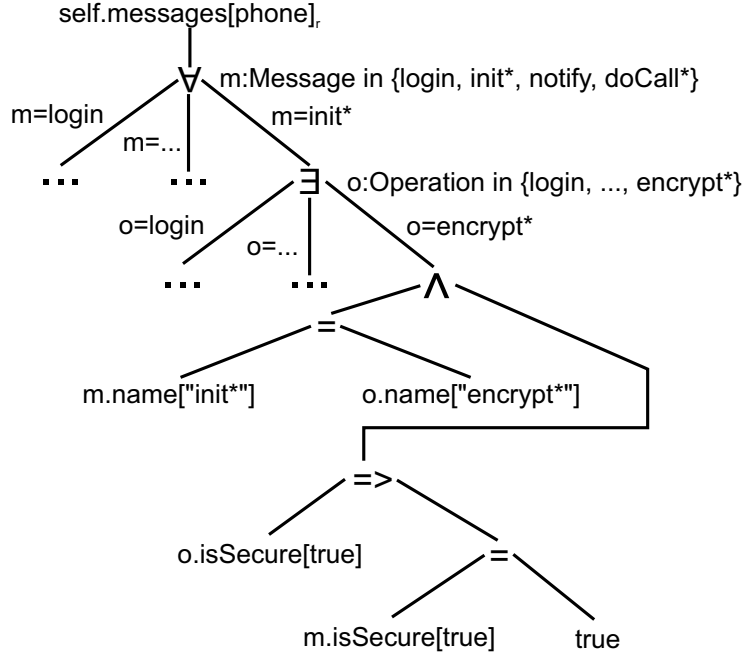 self.messages[phone]r
∀ m:Message in {login, init*, notify, doCall*}
m=login
m=init*
m=...
...
...
∃ o:Operation in {login, ..., encrypt*}
o=login
o=encrypt*
o=...
...
...
∧
=
m.name["init*"]
o.name["encrypt*"]
=>
o.isSecure[true]
=
m.isSecure[true]
true